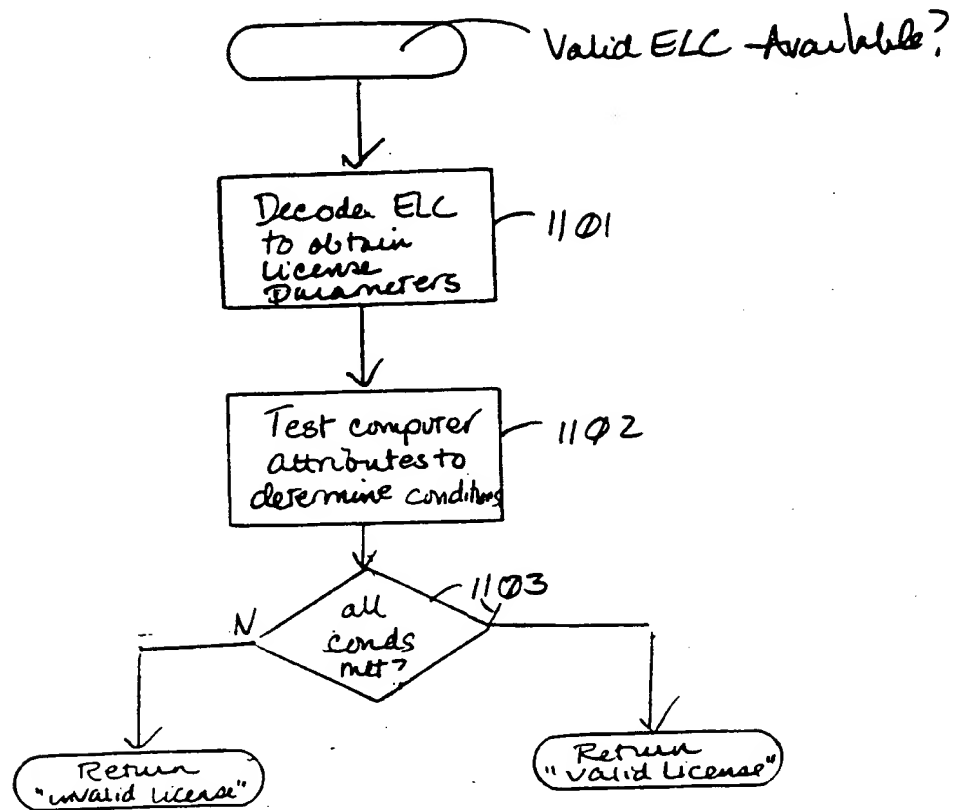 Valid ELC Available?
Decode ELC
to obtain
License
Parameters
1101
Test computer
attributes to
determine conditions
1102
1103
all
conds
met?
N
Return
"invalid License"
Return
"valid License"